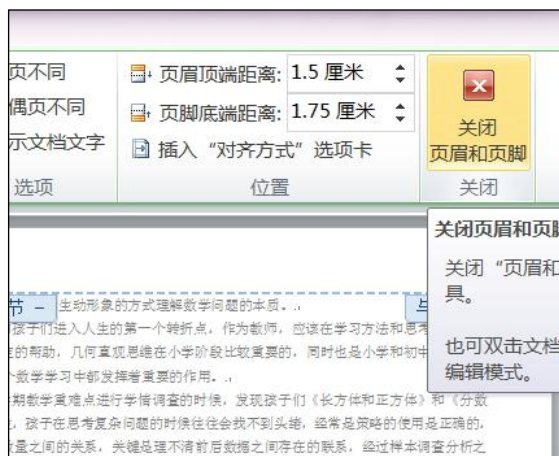 页不同
偶页不同
示文档文字
选项
页眉顶端距离: 1.5 厘米
页脚底端距离: 1.75 厘米
插入“对齐方式”选项卡
位置
关闭
页眉和页脚
关闭
关闭页眉和页脚
关闭“页眉和
具。
也可双击文档
编辑模式。
节 -
生动形象的方式理解数学问题的本质。
孩子们进入人生的第一个转折点，作为教师，应该在学习方法和思考
的帮助，几何直观思维在小学阶段比较重要的，同时也是小学和初中
个数学学习中都发挥着重要的作用。
期教学重难点进行学情调查的时候，发现孩子们《长方体和正方体》和《分数
，孩子在思考复杂问题的时候往往会找不到头绪，经常是策略的使用是正确的，
量之间的关系，关键是理不清前后数据之间存在的联系，经过样本调查分析之